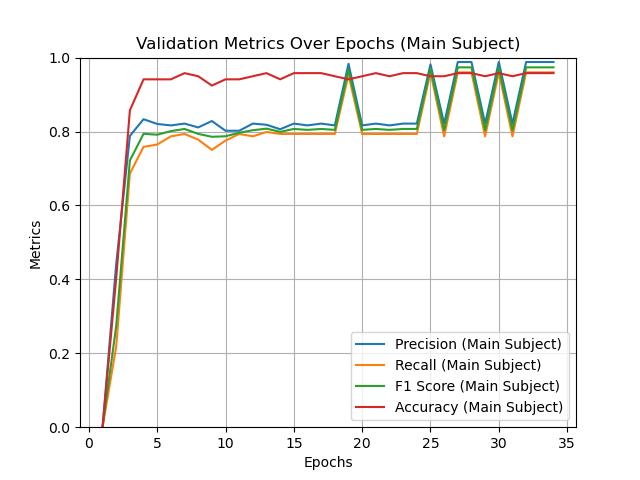 Validation Metrics Over Epochs (Main Subject)
1.0
0.8
0.6
0.4
0.2
0.0
Metrics
Precision (Main Subject)
Recall (Main Subject)
F1 Score (Main Subject)
Accuracy (Main Subject)
0 5 10 15 20 25 30 35
Epochs